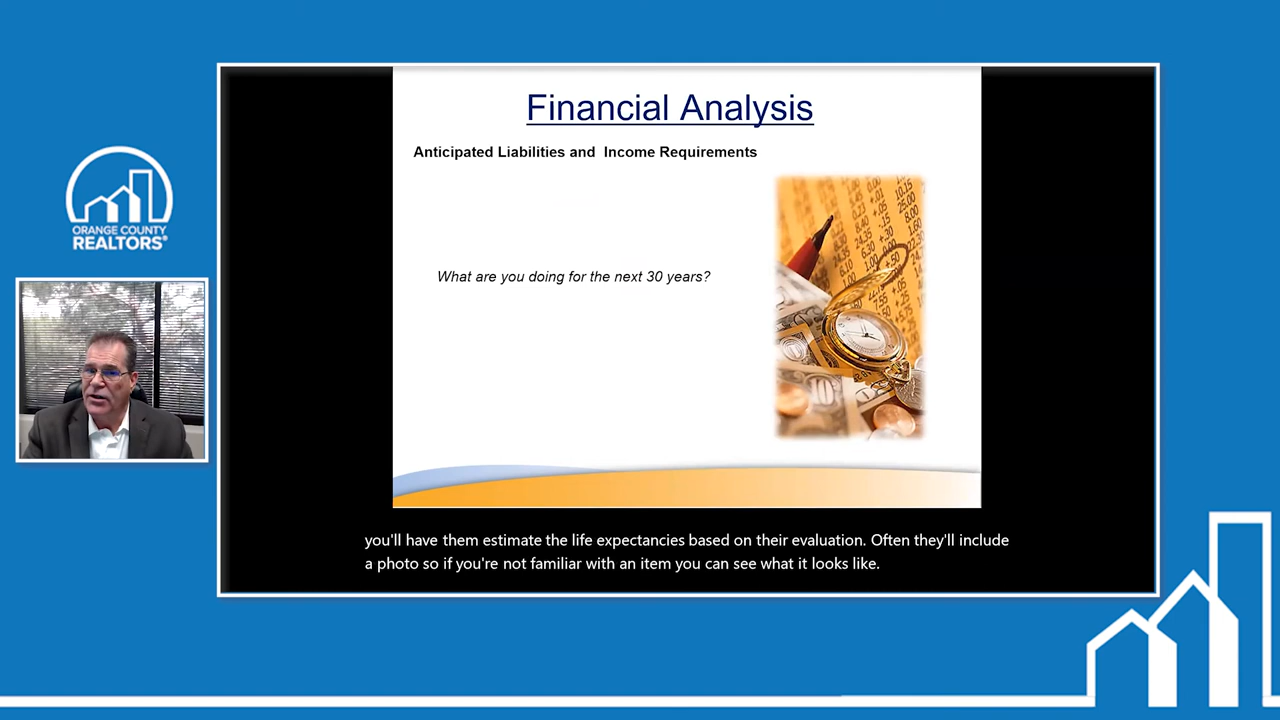 Financial Analysis
Anticipated Liabilities and Income Requirements
What are you doing for the next 30 years?
ORANGE COUNTY
REALTORS®
you'll have them estimate the life expectancies based on their evaluation. Often they'll include
a photo so if you're not familiar with an item you can see what it looks like.